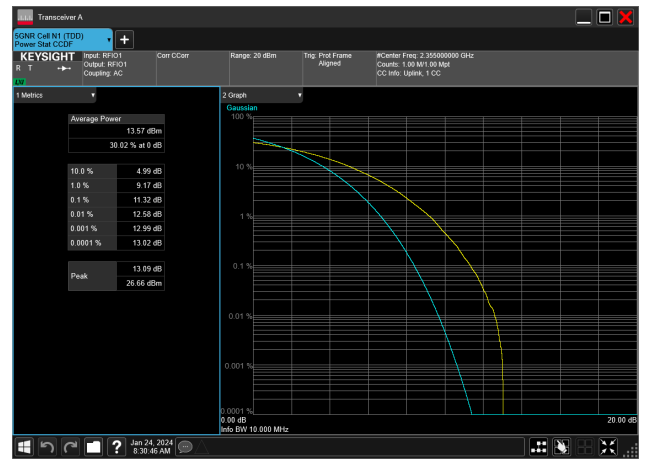 Transceiver A
5GNR Cell N1 (TDD)
Power Stat CCDF
KEYSIGHT
R T
LW
Input: RFIO1
Output: RFIO1
Coupling: AC
Corr CCorr
Range: 20 dBm
Trig: Prot Frame
Aligned
#Center Freq: 2.355000000 GHz
Counts: 1.00 M/1.00 Mpt
CC Info: Uplink, 1 CC
1 Metrics
Average Power
13.57 dBm
30.02 % at 0 dB
10.0 % 4.99 dB
1.0 % 9.17 dB
0.1 % 11.32 dB
0.01 % 12.58 dB
0.001 % 12.99 dB
0.0001 % 13.02 dB
Peak
13.09 dB
26.66 dBm
2 Graph
Gaussian
100 %
10 %
1 %
0.1 %
0.01 %
0.001 %
0.0001 %
0.00 dB 20.00 dB
Info BW 10.000 MHz
Jan 24, 2024
8:30:46 AM